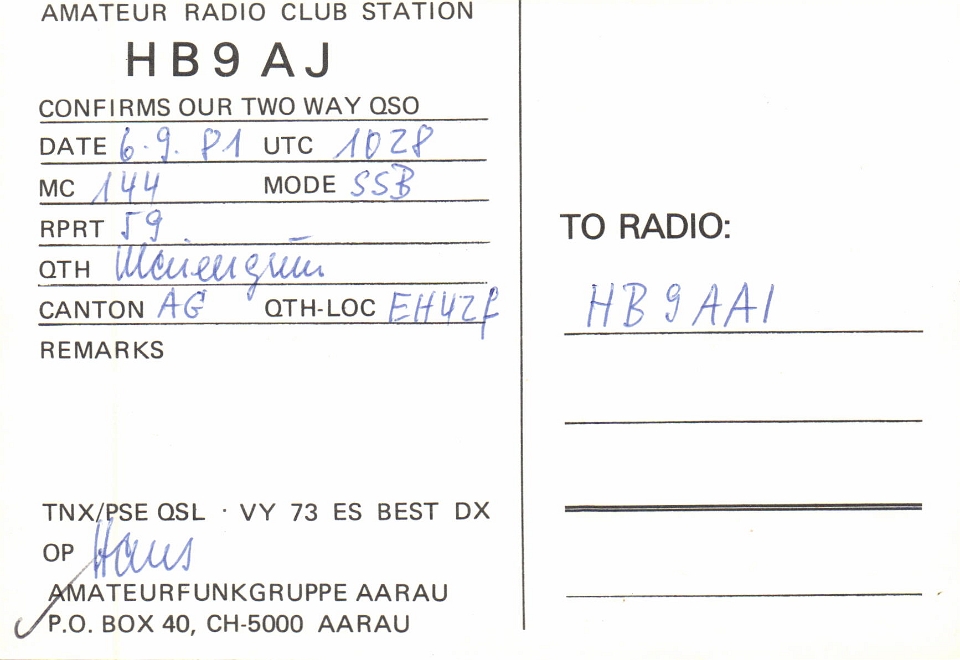 AMATEUR RADIO CLUB STATION
HB9AJ
CONFIRMS OUR TWO WAY QSO
DATE 6.9.81 UTC 1028
MC 144 MODE SSB
RPRT 59
QTH
CANTON AG QTH-LOC EH42f
REMARKS
TNX/PSE QSL · VY 73 ES BEST DX
OP Hans
AMATEURFUNKGRUPPE AARAU
P.O. BOX 40, CH-5000 AARAU
TO RADIO:
HB9AAI